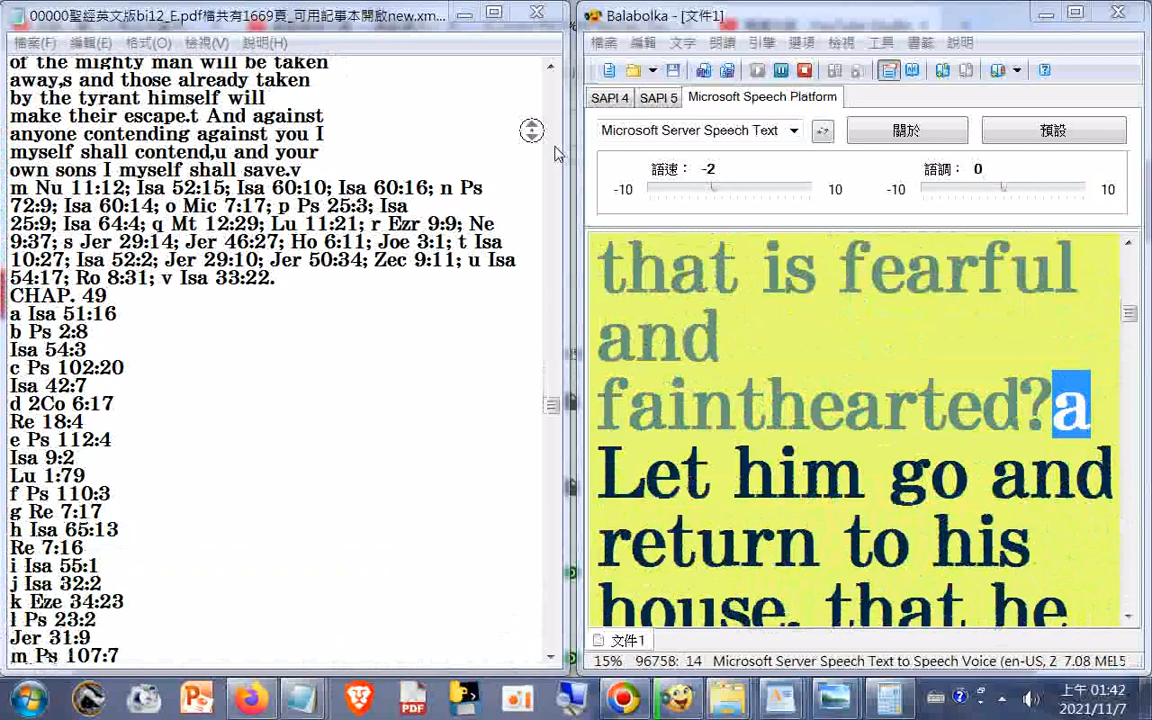 00000聖經英文版bi12_E.pdf檔共有1669頁_可用記事本開啟new.xm...
檔案(F) 編輯(E) 格式(O) 檢視(V) 說明(H)
of the mighty man will be taken
away,s and those already taken
by the tyrant himself will
make their escape.t And against
anyone contending against you I
myself shall contend,u and your
own sons I myself shall save.v
m Nu 11:12; Isa 52:15; Isa 60:10; Isa 60:16; n Ps
72:9; Isa 60:14; o Mic 7:17; p Ps 25:3; Isa
25:9; Isa 64:4; q Mt 12:29; Lu 11:21; r Ezr 9:9; Ne
9:37; s Jer 29:14; Jer 46:27; Ho 6:11; Joe 3:1; t Isa
10:27; Isa 52:2; Jer 29:10; Jer 50:34; Zec 9:11; u Isa
54:17; Ro 8:31; v Isa 33:22.
CHAP. 49
a Isa 51:16
b Ps 2:8
Isa 54:3
c Ps 102:20
Isa 42:7
d 2Co 6:17
Re 18:4
e Ps 112:4
Isa 9:2
Lu 1:79
f Ps 110:3
g Re 7:17
h Isa 65:13
Re 7:16
i Isa 55:1
j Isa 32:2
k Eze 34:23
l Ps 23:2
Jer 31:9
m Ps 107:7
Balabolka - [文件1]
檔案 編輯 文字 朗讀 引擎 選項 檢視 工具 書籤 說明
SAPI 4 SAPI 5 Microsoft Speech Platform
Microsoft Server Speech Text 關於 預設
語速： -2 語調： 0
-10 10 -10 10
that is fearful
and
fainthearted?a
Let him go and
return to his
house, that he
文件1
15% 96758: 14 Microsoft Server Speech Text to Speech Voice (en-US, 2 7.08 ME
上午 01:42
2021/11/7